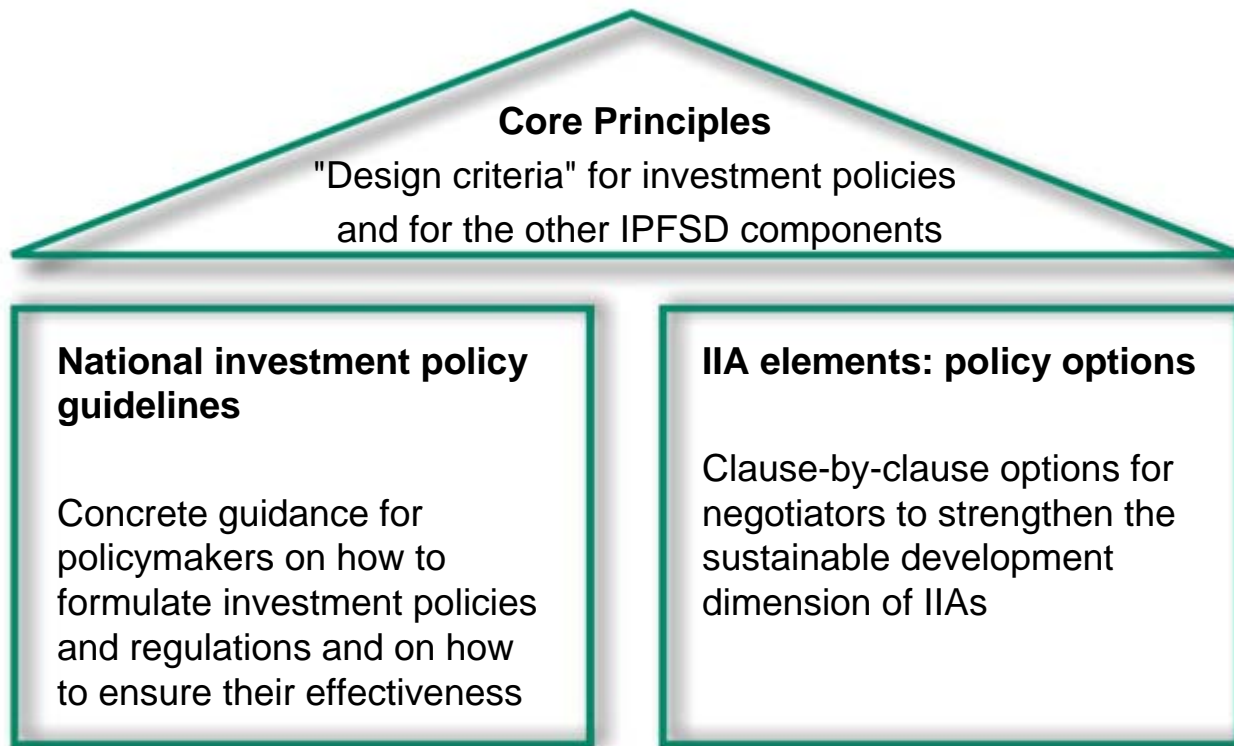 Core Principles
"Design criteria" for investment policies
and for the other IPFSD components
National investment policy
guidelines
Concrete guidance for
policymakers on how to
formulate investment policies
and regulations and on how
to ensure their effectiveness
IIA elements: policy options
Clause-by-clause options for
negotiators to strengthen the
sustainable development
dimension of IIAs